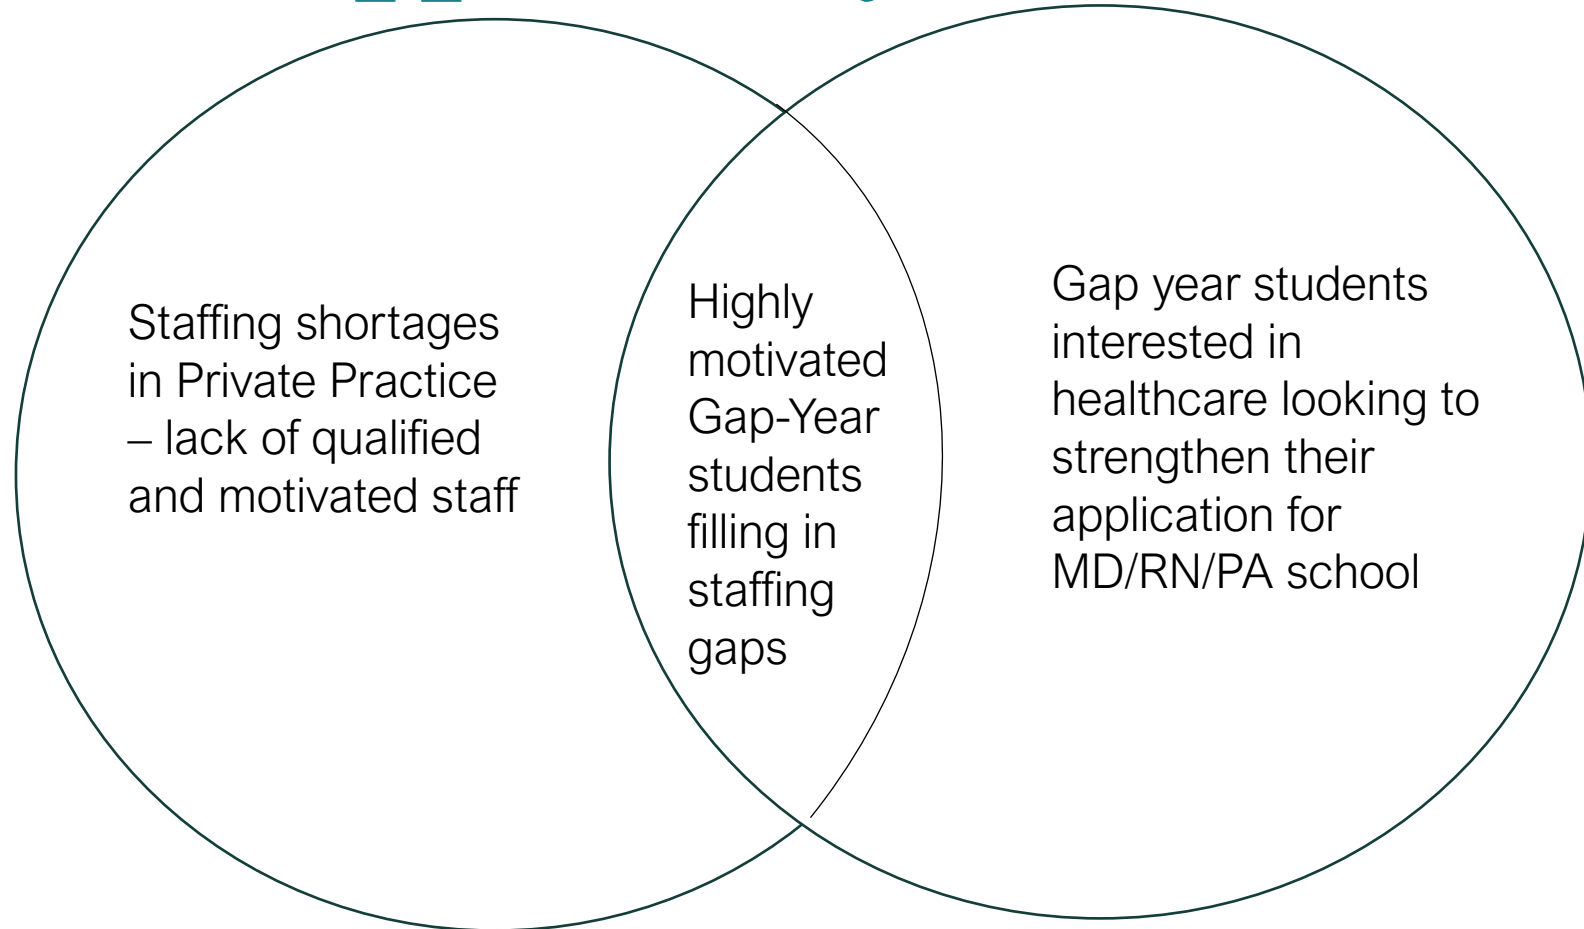 Staffing shortages
in Private Practice
– lack of qualified
and motivated staff
Highly
motivated
Gap-Year
students
filling in
staffing
gaps
Gap year students
interested in
healthcare looking to
strengthen their
application for
MD/RN/PA school